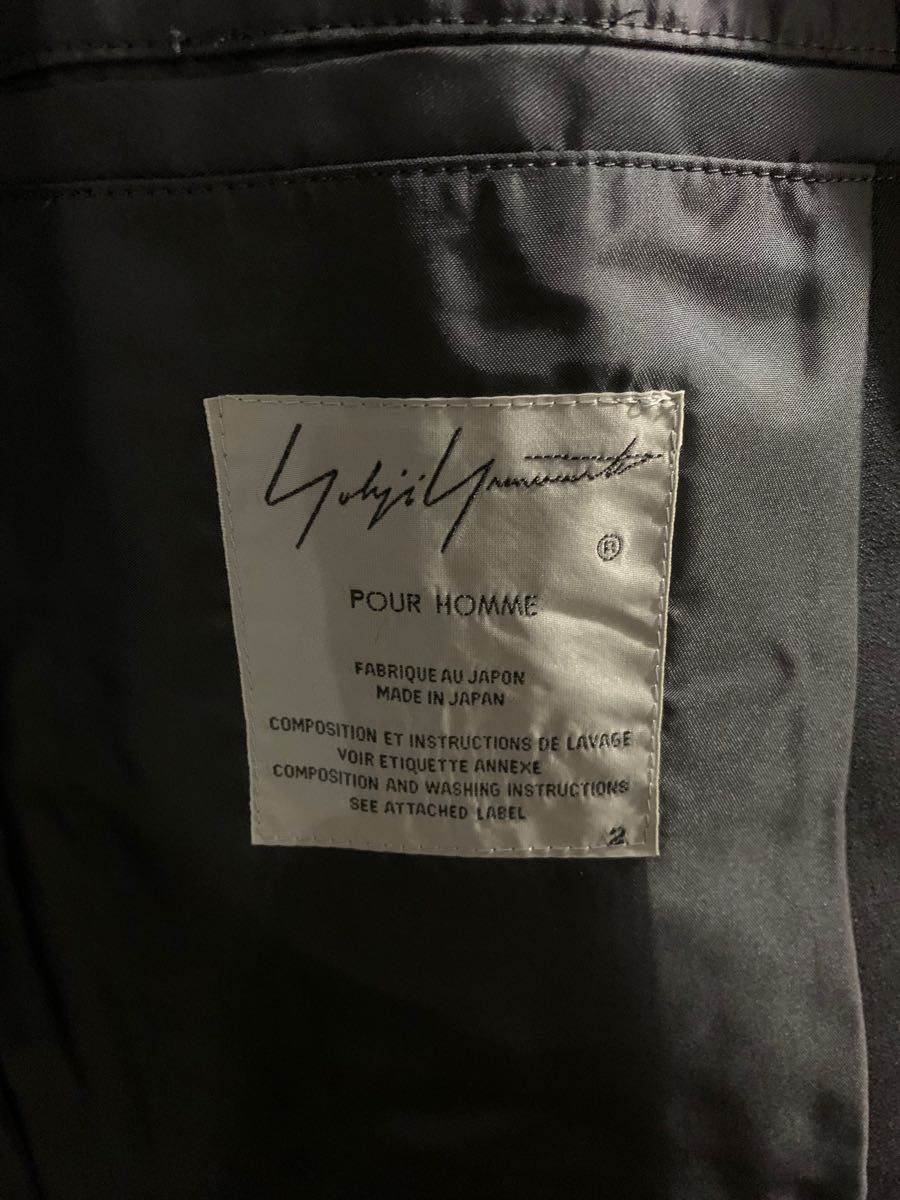 Yohji Yamamoto
®
POUR HOMME
FABRIQUE AU JAPON
MADE IN JAPAN
COMPOSITION ET INSTRUCTIONS DE LAVAGE
VOIR ETIQUETTE ANNEXE
COMPOSITION AND WASHING INSTRUCTIONS
SEE ATTACHED LABEL
2